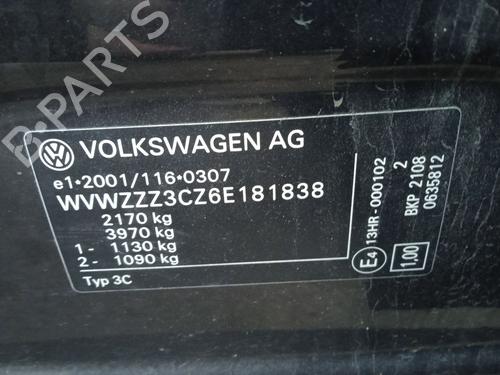 B-PARTS
VOLKSWAGEN AG
e1*2001/116*0307
WVWZZZ3CZ6E181838
2170 kg
3970 kg
1 - 1130 kg
2 - 1090 kg
Typ 3C
E4 13HR-000102
2
BKP 2108
0635812
1,00